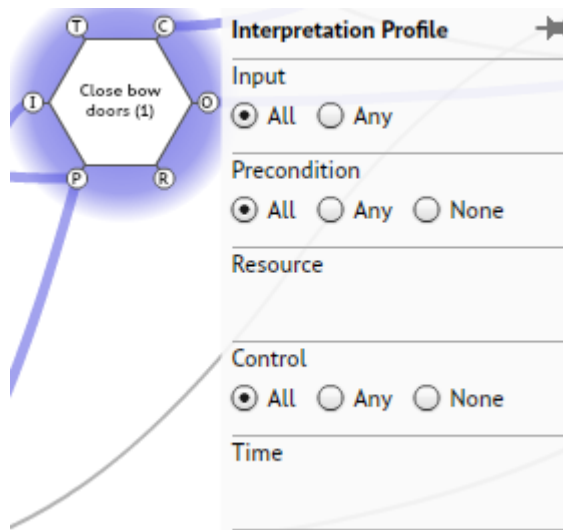 T
C
I
Close bow
doors (1)
O
P
R
Interpretation Profile
Input
All Any
Precondition
All Any None
Resource
Control
All Any None
Time